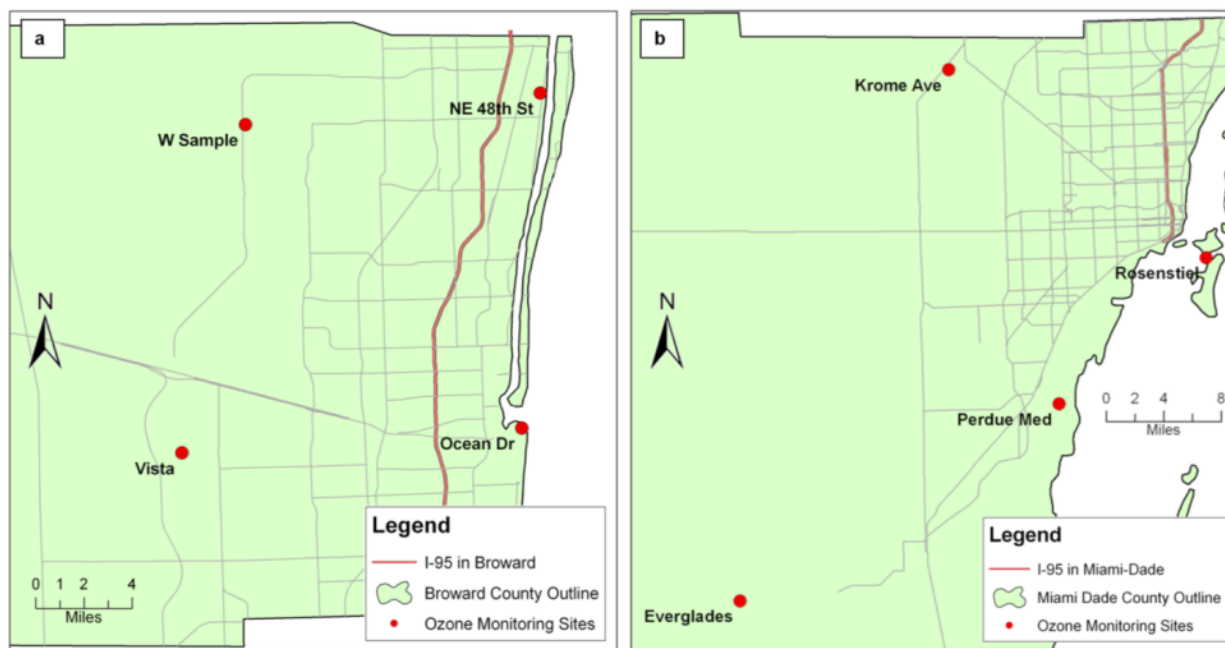 a
NE 48th St
W Sample
N
Ocean Dr
Vista
0 1 2 4
Miles
Legend
I-95 in Broward
Broward County Outline
Ozone Monitoring Sites
b
Krome Ave
Rosenstiel
N
0 2 4 8
Miles
Perdue Med
Everglades
Legend
I-95 in Miami-Dade
Miami Dade County Outline
Ozone Monitoring Sites